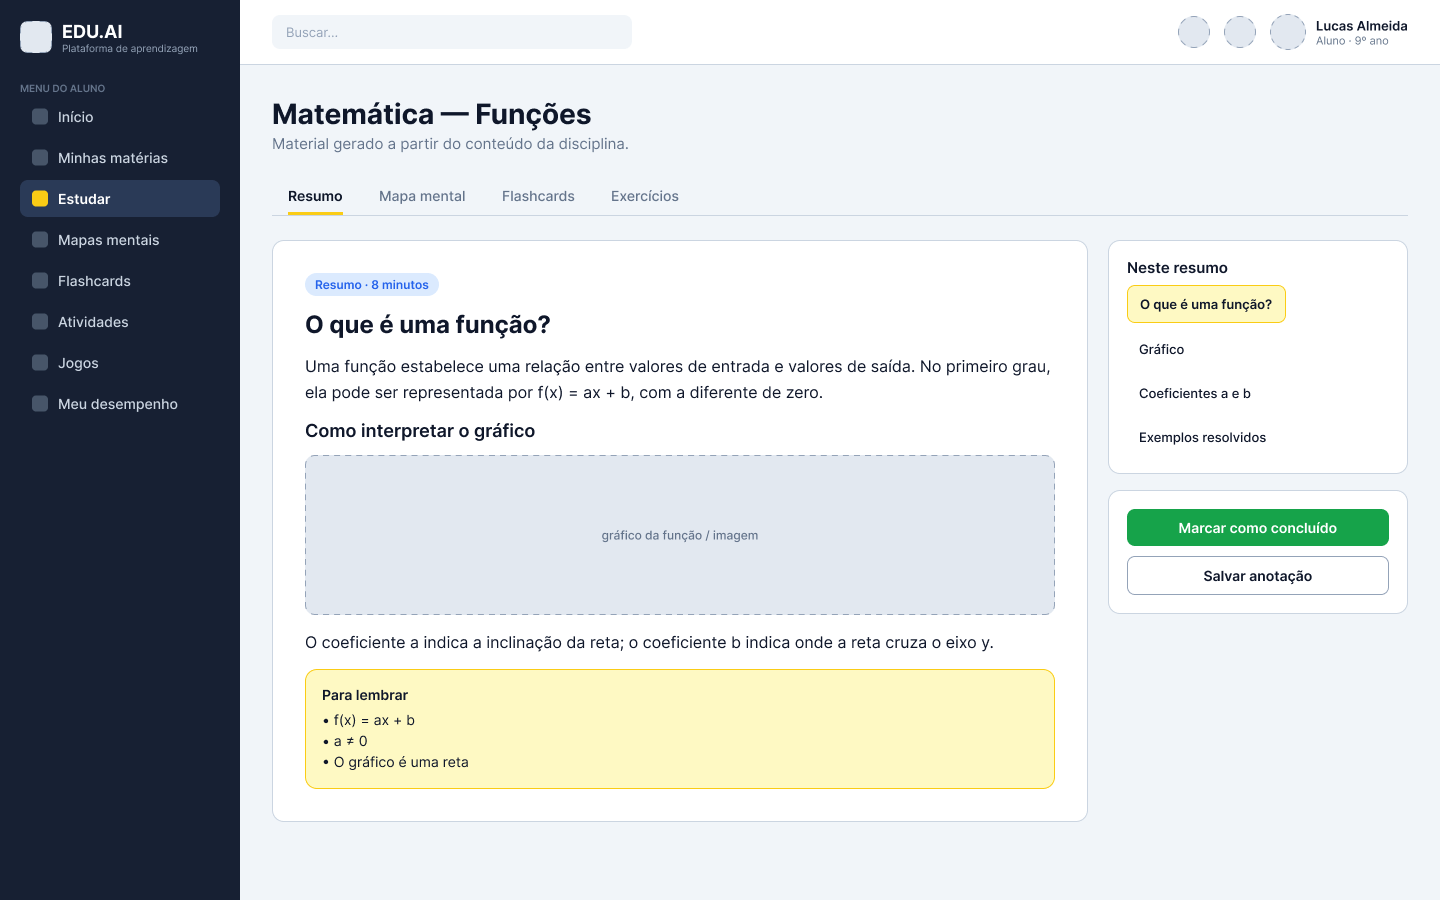 EDU.AI
Plataforma de aprendizagem
MENU DO ALUNO
Início
Minhas matérias
Estudar
Mapas mentais
Flashcards
Atividades
Jogos
Meu desempenho
Buscar...
Lucas Almeida
Aluno · 9º ano
Matemática — Funções
Material gerado a partir do conteúdo da disciplina.
Resumo
Mapa mental
Flashcards
Exercícios
Resumo · 8 minutos
O que é uma função?
Uma função estabelece uma relação entre valores de entrada e valores de saída. No primeiro grau,
ela pode ser representada por f(x) = ax + b, com a diferente de zero.
Como interpretar o gráfico
gráfico da função / imagem
O coeficiente a indica a inclinação da reta; o coeficiente b indica onde a reta cruza o eixo y.
Para lembrar
• f(x) = ax + b
• a ≠ 0
• O gráfico é uma reta
Neste resumo
O que é uma função?
Gráfico
Coeficientes a e b
Exemplos resolvidos
Marcar como concluído
Salvar anotação